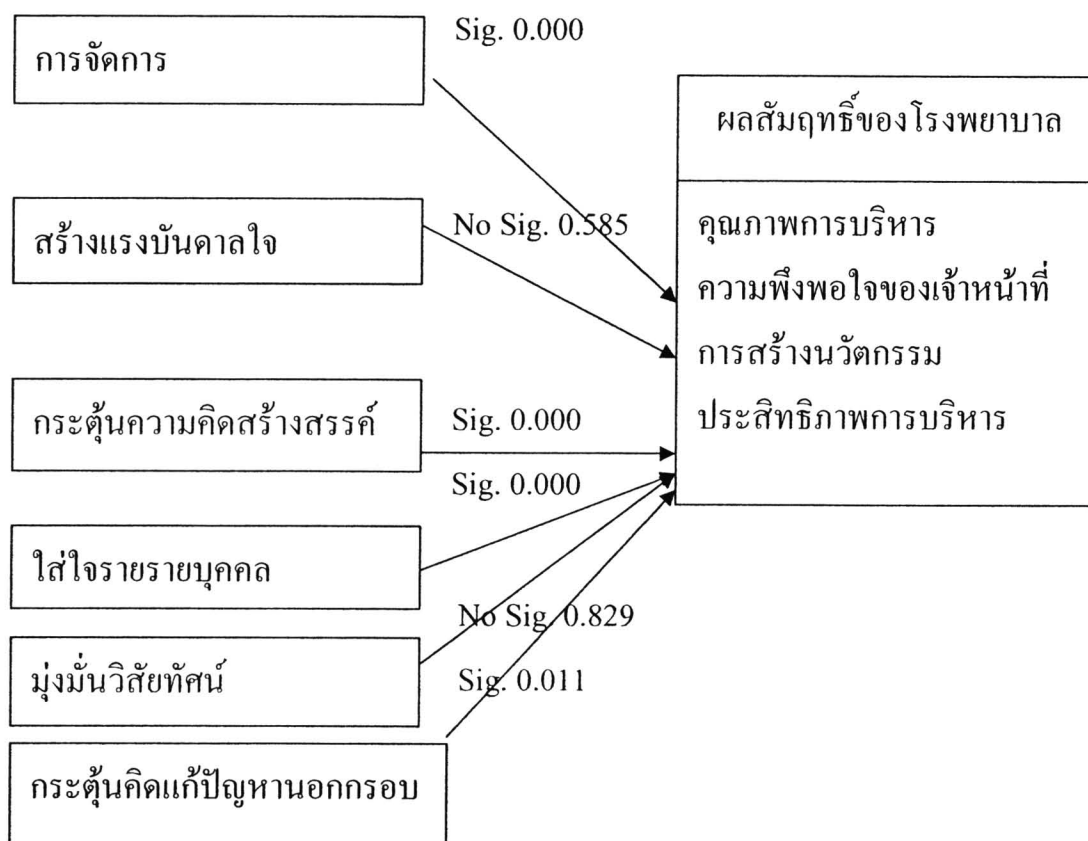 Sig. 0.000
การจัดการ
ผลสัมฤทธิ์ของโรงพยาบาล
สร้างแรงบันดาลใจ
No Sig. 0.585
คุณภาพการบริหาร
ความพึงพอใจของเจ้าหน้าที่
การสร้างนวัตกรรม
ประสิทธิภาพการบริหาร
กระตุ้นความคิดสร้างสรรค์
Sig. 0.000
Sig. 0.000
ใส่ใจรายรายบุคคล
No Sig. 0.829
มุ่งมั่นวิสัยทัศน์
Sig. 0.011
กระตุ้นคิดแก้ปัญหานอกกรอบ